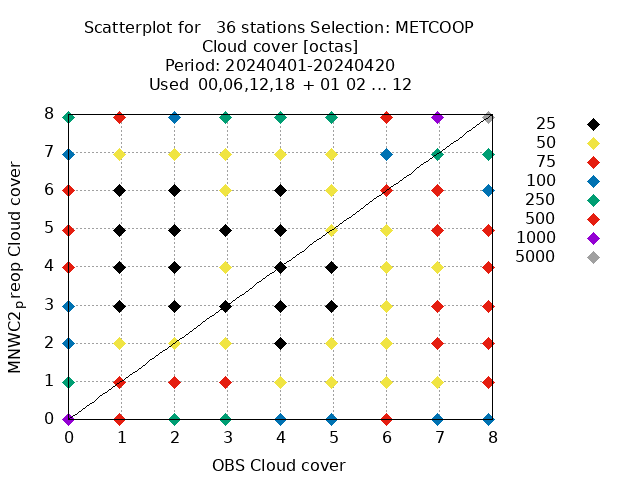 Scatterplot for   36 stations Selection: METCOOP
Cloud cover [octas]
Period: 20240401-20240420
Used  00,06,12,18 + 01 02 ... 12
8
7
6
5
4
3
2
1
0
MNWC2preop Cloud cover
0 1 2 3 4 5 6 7 8
OBS Cloud cover
25
50
75
100
250
500
1000
5000